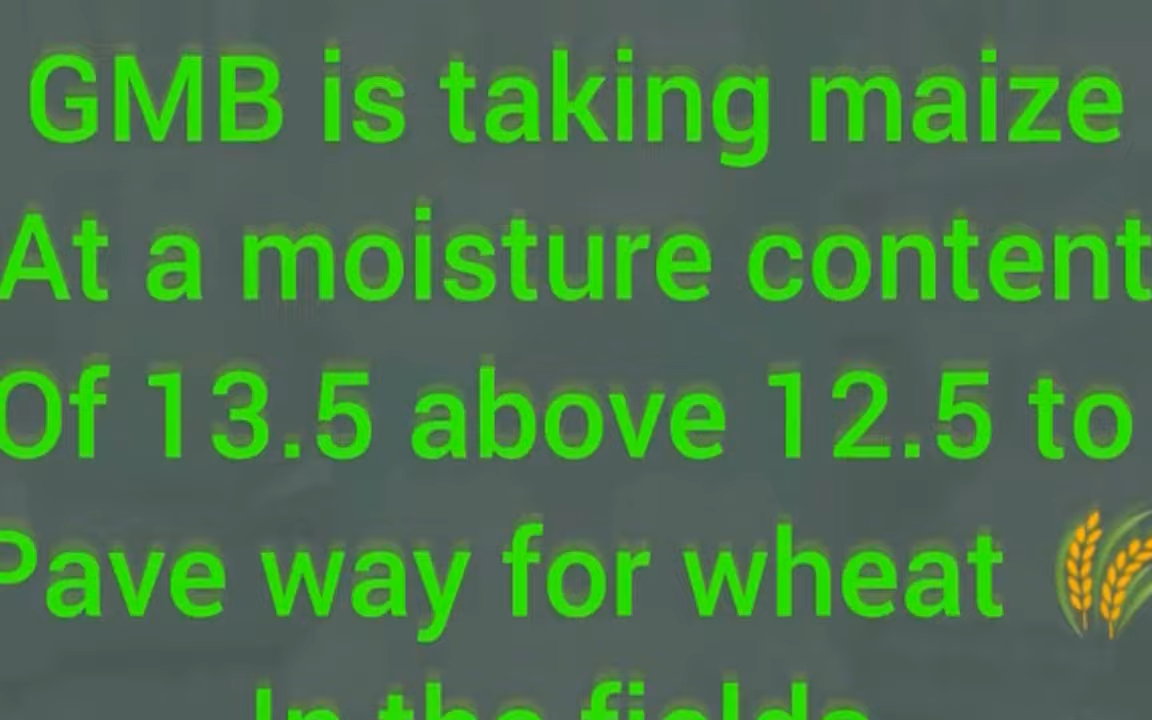 GMB is taking maize
At a moisture content
Of 13.5 above 12.5 to
Pave way for wheat 🌾
In the fields